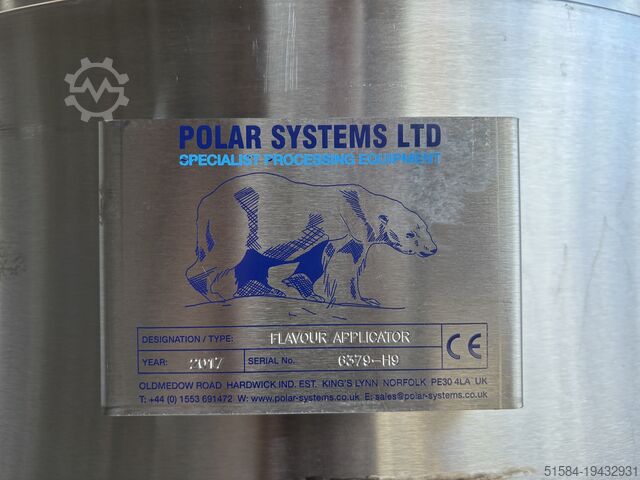 POLAR SYSTEMS LTD
SPECIALIST PROCESSING EQUIPMENT
DESIGNATION / TYPE: FLAVOUR APPLICATOR
YEAR: 2017 SERIAL No. 6379-H9
CE
OLDMEDOW ROAD HARDWICK IND. EST. KING'S LYNN NORFOLK PE30 4LA UK
T: +44 (0) 1553 691472 W: www.polar-systems.co.uk E: sales@polar-systems.co.uk
51584-19432931